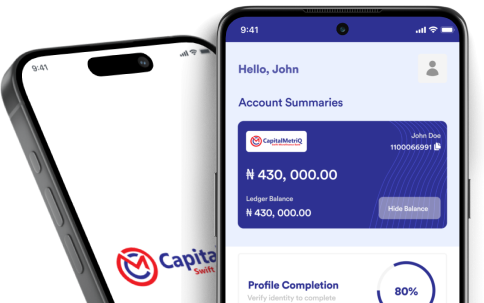 9:41
Capita
Swift
9:41
Hello, John
Account Summaries
CapitalMetriQ
John Doe
1100066991
₦ 430, 000.00
Ledger Balance
₦ 430, 000.00
Hide Balance
Profile Completion
Verify identity to complete
80%